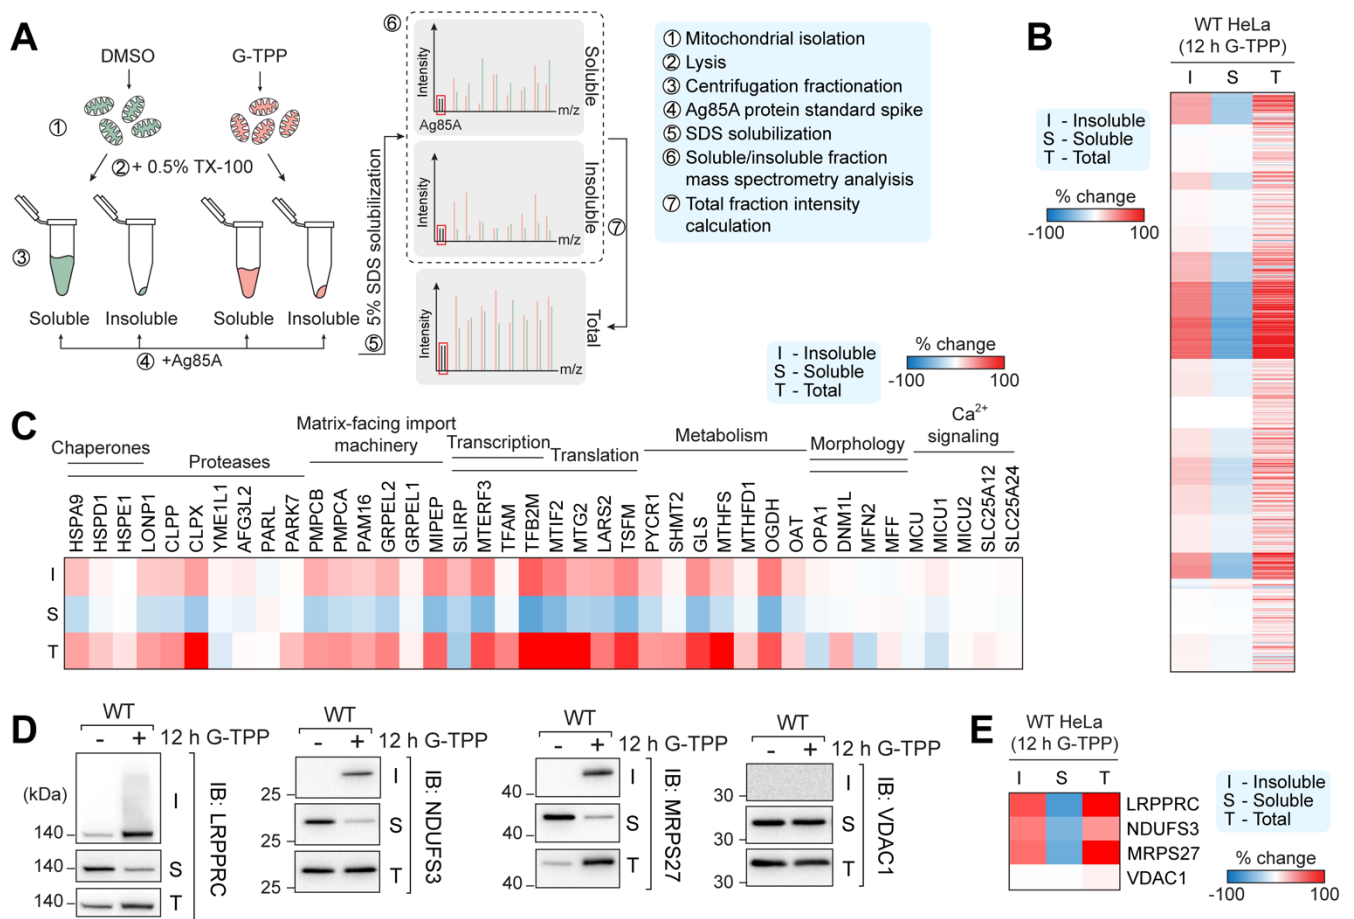 A
DMSO
G-TPP
①
② + 0.5% TX-100
③
Soluble
Insoluble
Soluble
Insoluble
④ +Ag85A
⑤
5% SDS solubilization
⑥
Intensity
m/z
Ag85A
Soluble
Intensity
m/z
Insoluble
⑦
Intensity
m/z
Total
① Mitochondrial isolation
② Lysis
③ Centrifugation fractionation
④ Ag85A protein standard spike
⑤ SDS solubilization
⑥ Soluble/insoluble fraction
mass spectrometry analyisis
⑦ Total fraction intensity
calculation
B
WT HeLa
(12 h G-TPP)
I S T
I - Insoluble
S - Soluble
T - Total
% change
-100 100
I - Insoluble
S - Soluble
T - Total
% change
-100 100
C
Chaperones
Proteases
Matrix-facing import
machinery
Transcription
Translation
Metabolism
Morphology
Ca2+
signaling
HSPA9
HSPD1
HSPE1
LONP1
CLPP
CLPX
YME1L1
AFG3L2
PARL
PARK7
PMPCB
PMPCA
PAM16
GRPEL2
GRPEL1
MIPEP
SLIRP
MTERF3
TFAM
TFB2M
MTIF2
MTG2
LARS2
TSFM
PYCR1
SHMT2
GLS
MTHFS
MTHFD1
OGDH
OAT
OPA1
DNM1L
MFN2
MFF
MCU
MICU1
MICU2
SLC25A12
SLC25A24
I
S
T
D
WT
- + 12 h G-TPP
(kDa)
140
I
140
S
140
T
IB: LRPPRC
WT
- + 12 h G-TPP
25
I
S
25
T
IB: NDUFS3
WT
- + 12 h G-TPP
40
I
40
S
40
T
IB: MRPS27
WT
- + 12 h G-TPP
30
I
30
S
30
T
IB: VDAC1
E
WT HeLa
(12 h G-TPP)
I S T
LRPPRC
NDUFS3
MRPS27
VDAC1
I - Insoluble
S - Soluble
T - Total
% change
-100 100